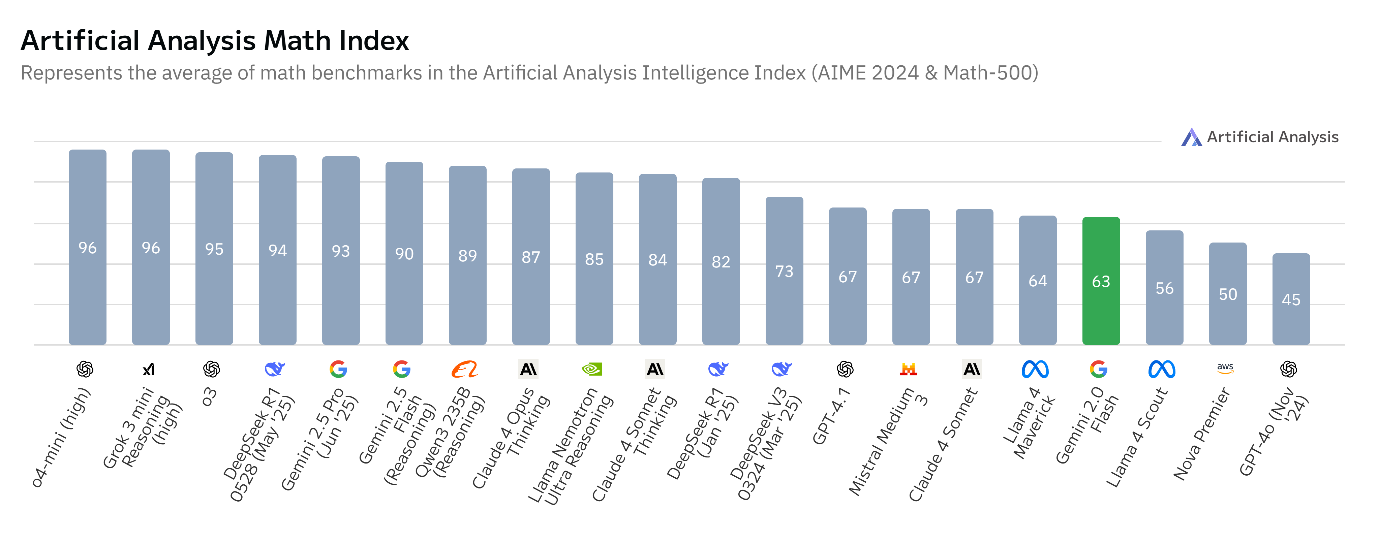 Artificial Analysis Math Index
Represents the average of math benchmarks in the Artificial Analysis Intelligence Index (AIME 2024 & Math-500)
Artificial Analysis
96
96
95
94
93
90
89
87
85
84
82
73
67
67
67
64
63
56
50
45
aws
o4-mini (high)
Grok 3 mini
Reasoning
(high)
o3
DeepSeek R1
0528 (May '25)
Gemini 2.5 Pro
(Jun '25)
Gemini 2.5
Flash
(Reasoning)
Qwen3 235B
(Reasoning)
Claude 4 Opus
Thinking
Llama Nemotron
Ultra Reasoning
Claude 4 Sonnet
Thinking
DeepSeek R1
(Jan '25)
DeepSeek V3
0324 (Mar '25)
GPT-4.1
Mistral Medium
3
Claude 4 Sonnet
Llama 4
Maverick
Gemini 2.0
Flash
Llama 4 Scout
Nova Premier
GPT-4o (Nov
'24)